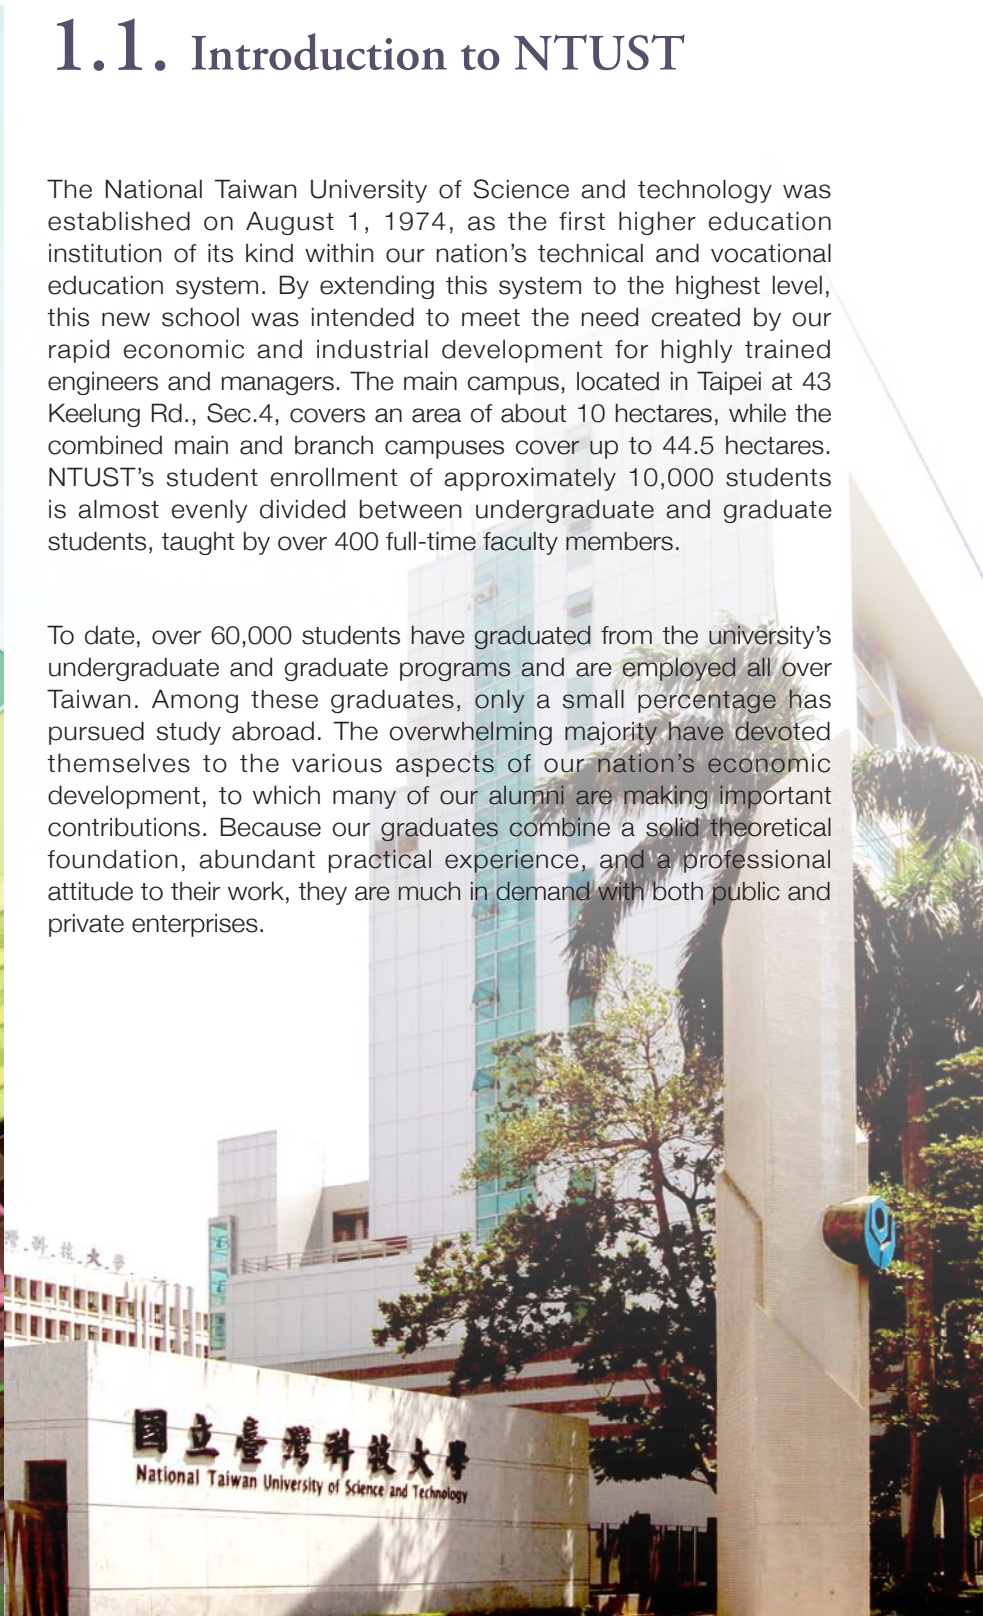 1.1. Introduction to NTUST
The National Taiwan University of Science and technology was
established on August 1, 1974, as the first higher education
institution of its kind within our nation’s technical and vocational
education system. By extending this system to the highest level,
this new school was intended to meet the need created by our
rapid economic and industrial development for highly trained
engineers and managers. The main campus, located in Taipei at 43
Keelung Rd., Sec.4, covers an area of about 10 hectares, while the
combined main and branch campuses cover up to 44.5 hectares.
NTUST’s student enrollment of approximately 10,000 students
is almost evenly divided between undergraduate and graduate
students, taught by over 400 full-time faculty members.
To date, over 60,000 students have graduated from the university’s
undergraduate and graduate programs and are employed all over
Taiwan. Among these graduates, only a small percentage has
pursued study abroad. The overwhelming majority have devoted
themselves to the various aspects of our nation’s economic
development, to which many of our alumni are making important
contributions. Because our graduates combine a solid theoretical
foundation, abundant practical experience, and a professional
attitude to their work, they are much in demand with both public and
private enterprises.
灣科技大學
國立臺灣科技大學
National Taiwan University of Science and Technology